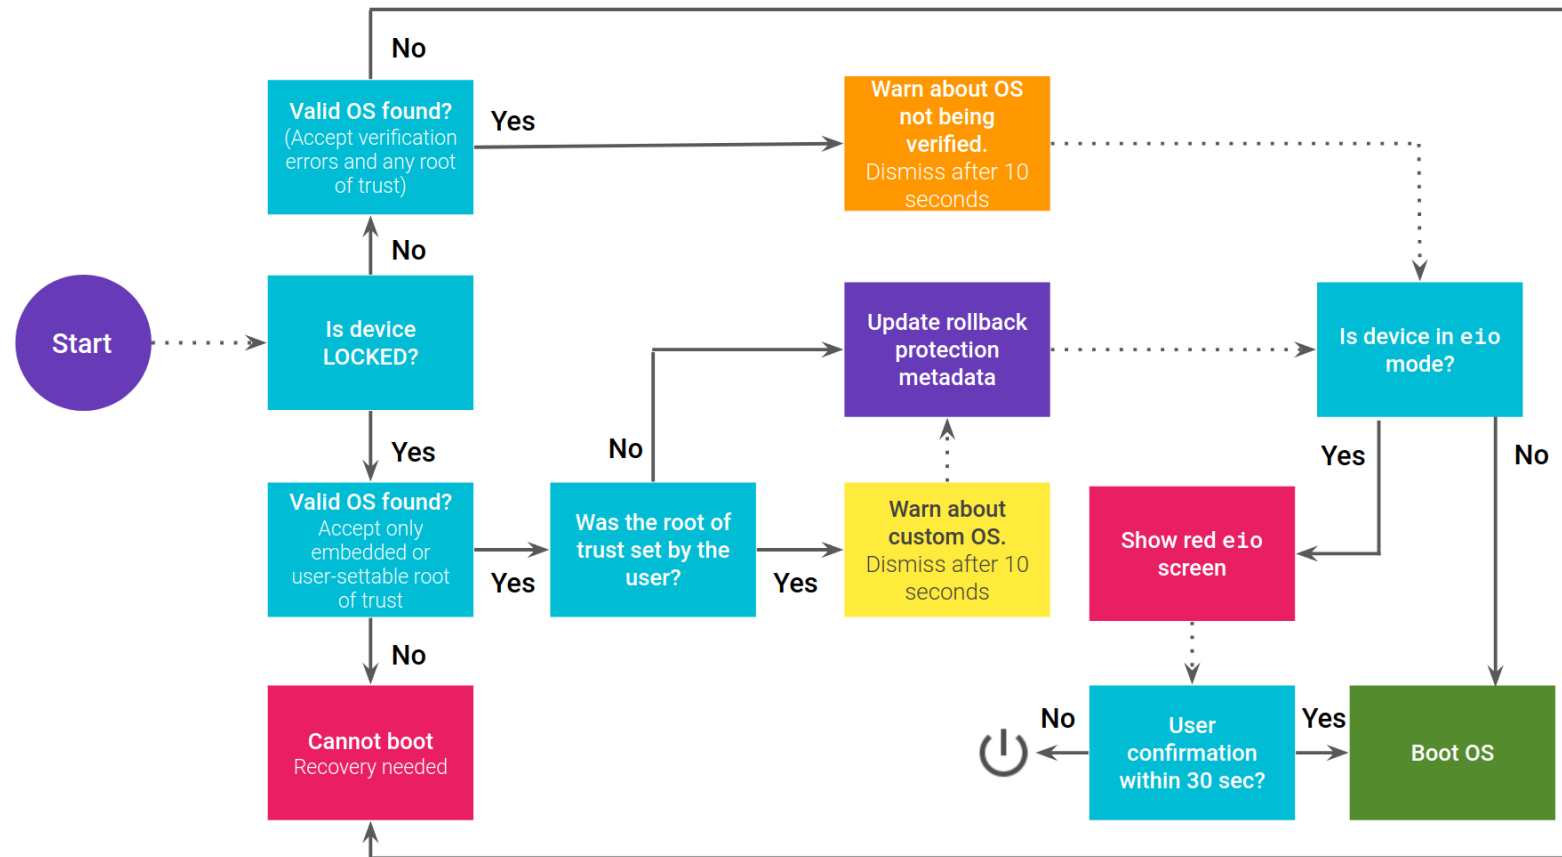 No
Valid OS found?
(Accept verification
errors and any root
of trust)
Yes
Warn about OS
not being
verified.
Dismiss after 10
seconds
No
Start
Is device
LOCKED?
Update rollback
protection
metadata
Is device in eio
mode?
Yes
No
Yes
No
Valid OS found?
Accept only
embedded or
user-settable root
of trust
Yes
Was the root of
trust set by the
user?
Yes
Warn about
custom OS.
Dismiss after 10
seconds
Show red eio
screen
No
Cannot boot
Recovery needed
No
User
confirmation
within 30 sec?
Yes
Boot OS